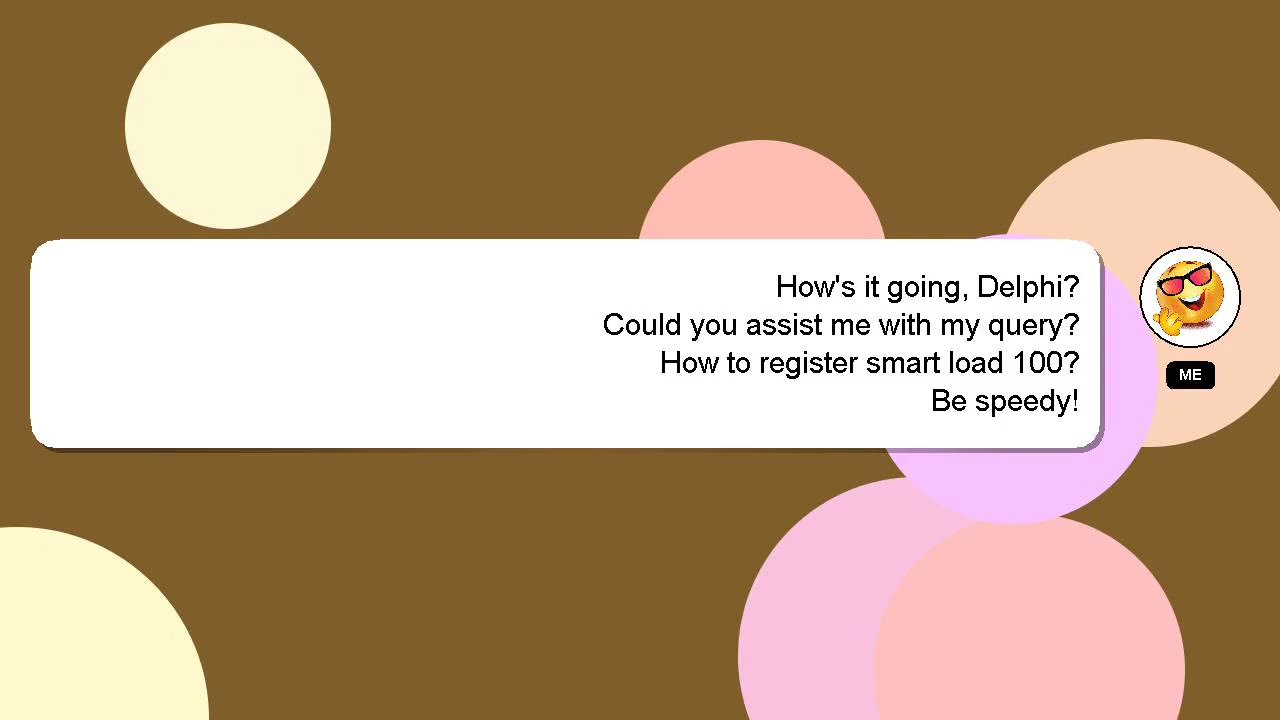 How's it going, Delphi?
Could you assist me with my query?
How to register smart load 100?
Be speedy!
ME